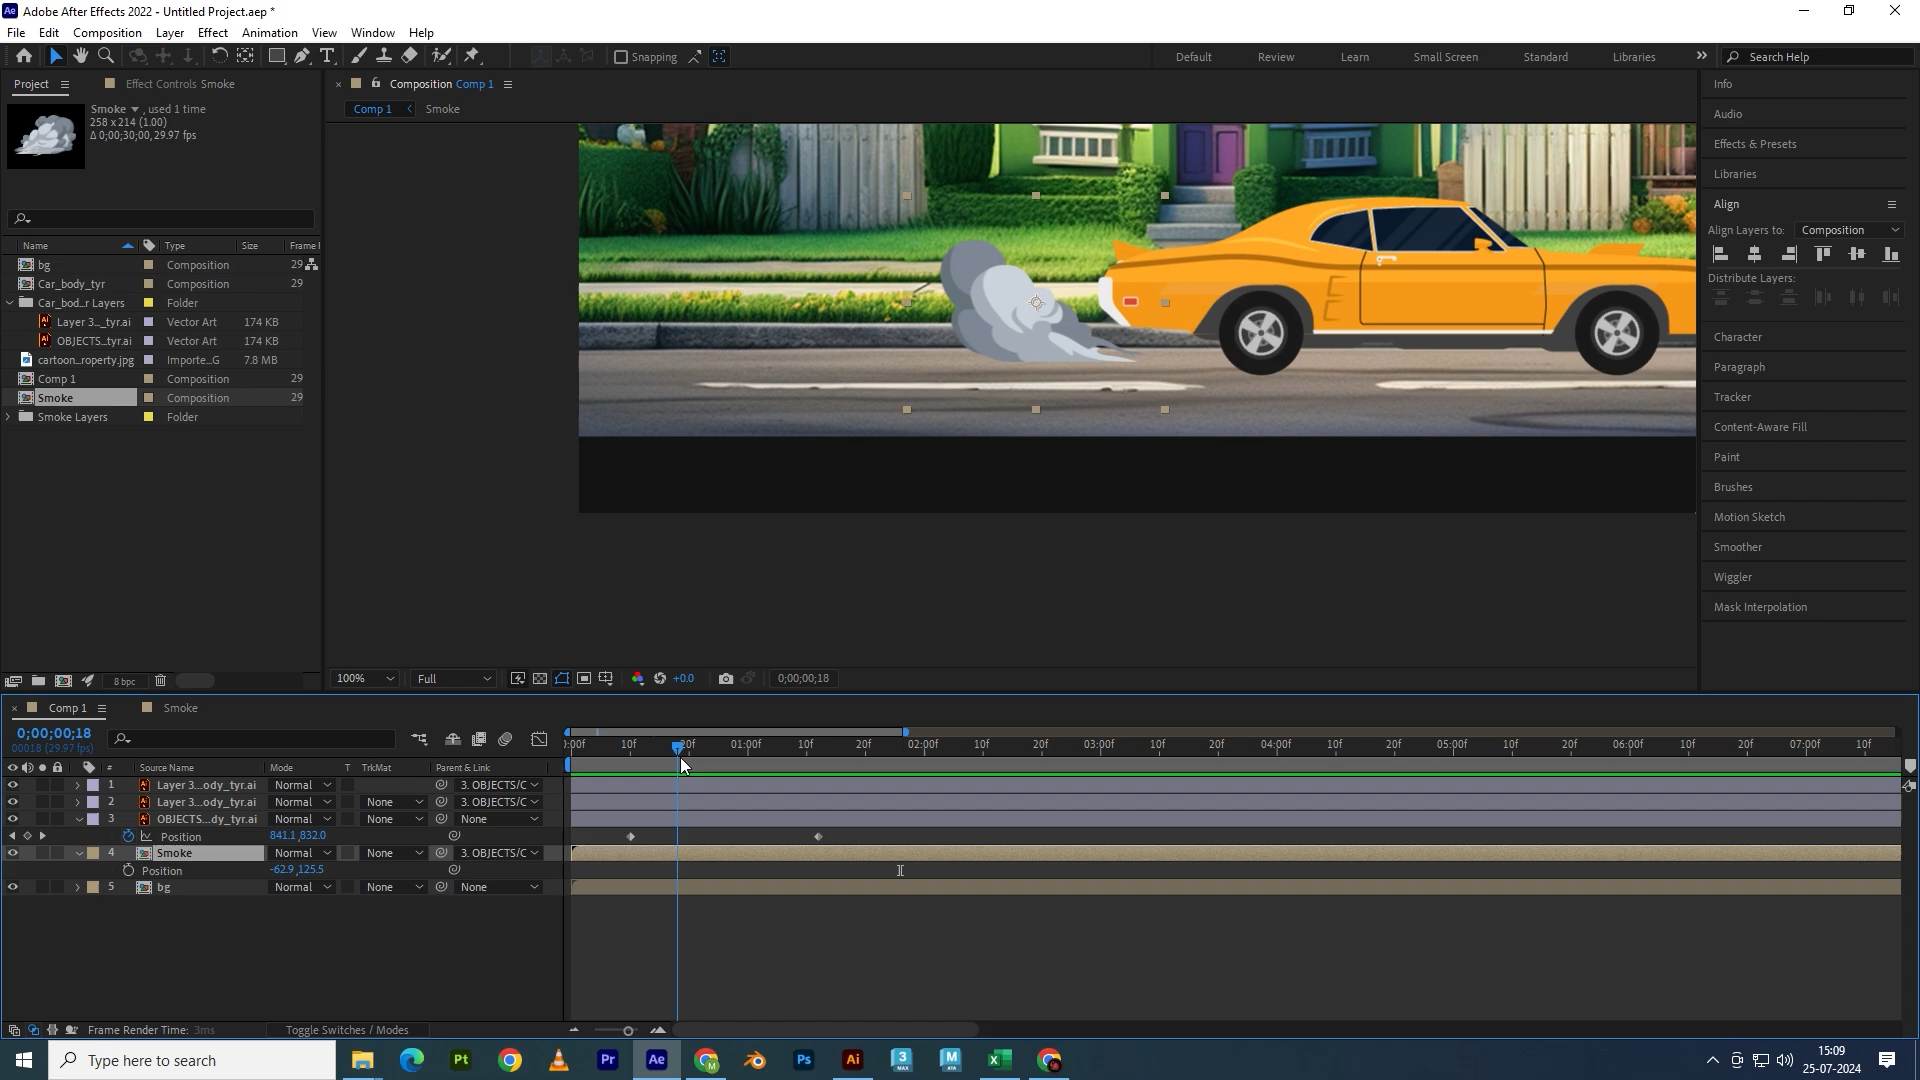 Adobe After Effects 2022 - Untitled Project.aep *
File Edit Composition Layer Effect Animation View Window Help
Snapping
Default Review Learn Small Screen Standard Libraries
Search Help
Project
Effect Controls Smoke
Composition Comp 1
Info
Smoke , used 1 time
258 x 214 (1.00)
Δ 0;00;30;00, 29.97 fps
Comp 1 Smoke
Audio
Effects & Presets
Libraries
Align
Align Layers to: Composition
Distribute Layers:
Name Type Size Frame
bg Composition 29
Car_body_tyr Composition 29
Car_bod...r Layers Folder
Layer 3..._tyr.ai Vector Art 174 KB
OBJECTS...tyr.ai Vector Art 174 KB
cartoon...roperty.jpg Importe...G 7.8 MB
Comp 1 Composition 29
Smoke Composition 29
Smoke Layers Folder
Character
Paragraph
Tracker
Content-Aware Fill
Paint
Brushes
Motion Sketch
Smoother
Wiggler
Mask Interpolation
8 bpc
100% Full +0.0 0;00;00;18
Comp 1 Smoke
0;00;00;18
00018 (29.97 fps)
:00f 10f 20f 01:00f 10f 20f 02:00f 10f 20f 03:00f 10f 20f 04:00f 10f 20f 05:00f 10f 20f 06:00f 10f 20f 07:00f 10f
# Source Name Mode T TrkMat Parent & Link
1 Layer 3...ody_tyr.ai Normal 3. OBJECTS/C
2 Layer 3...ody_tyr.ai Normal None 3. OBJECTS/C
3 OBJECTS...dy_tyr.ai Normal None None
Position 841.1,832.0
4 Smoke Normal None 3. OBJECTS/C
Position -62.9,125.5
5 bg Normal None None
Frame Render Time: 3ms Toggle Switches / Modes
Type here to search
15:09
25-07-2024